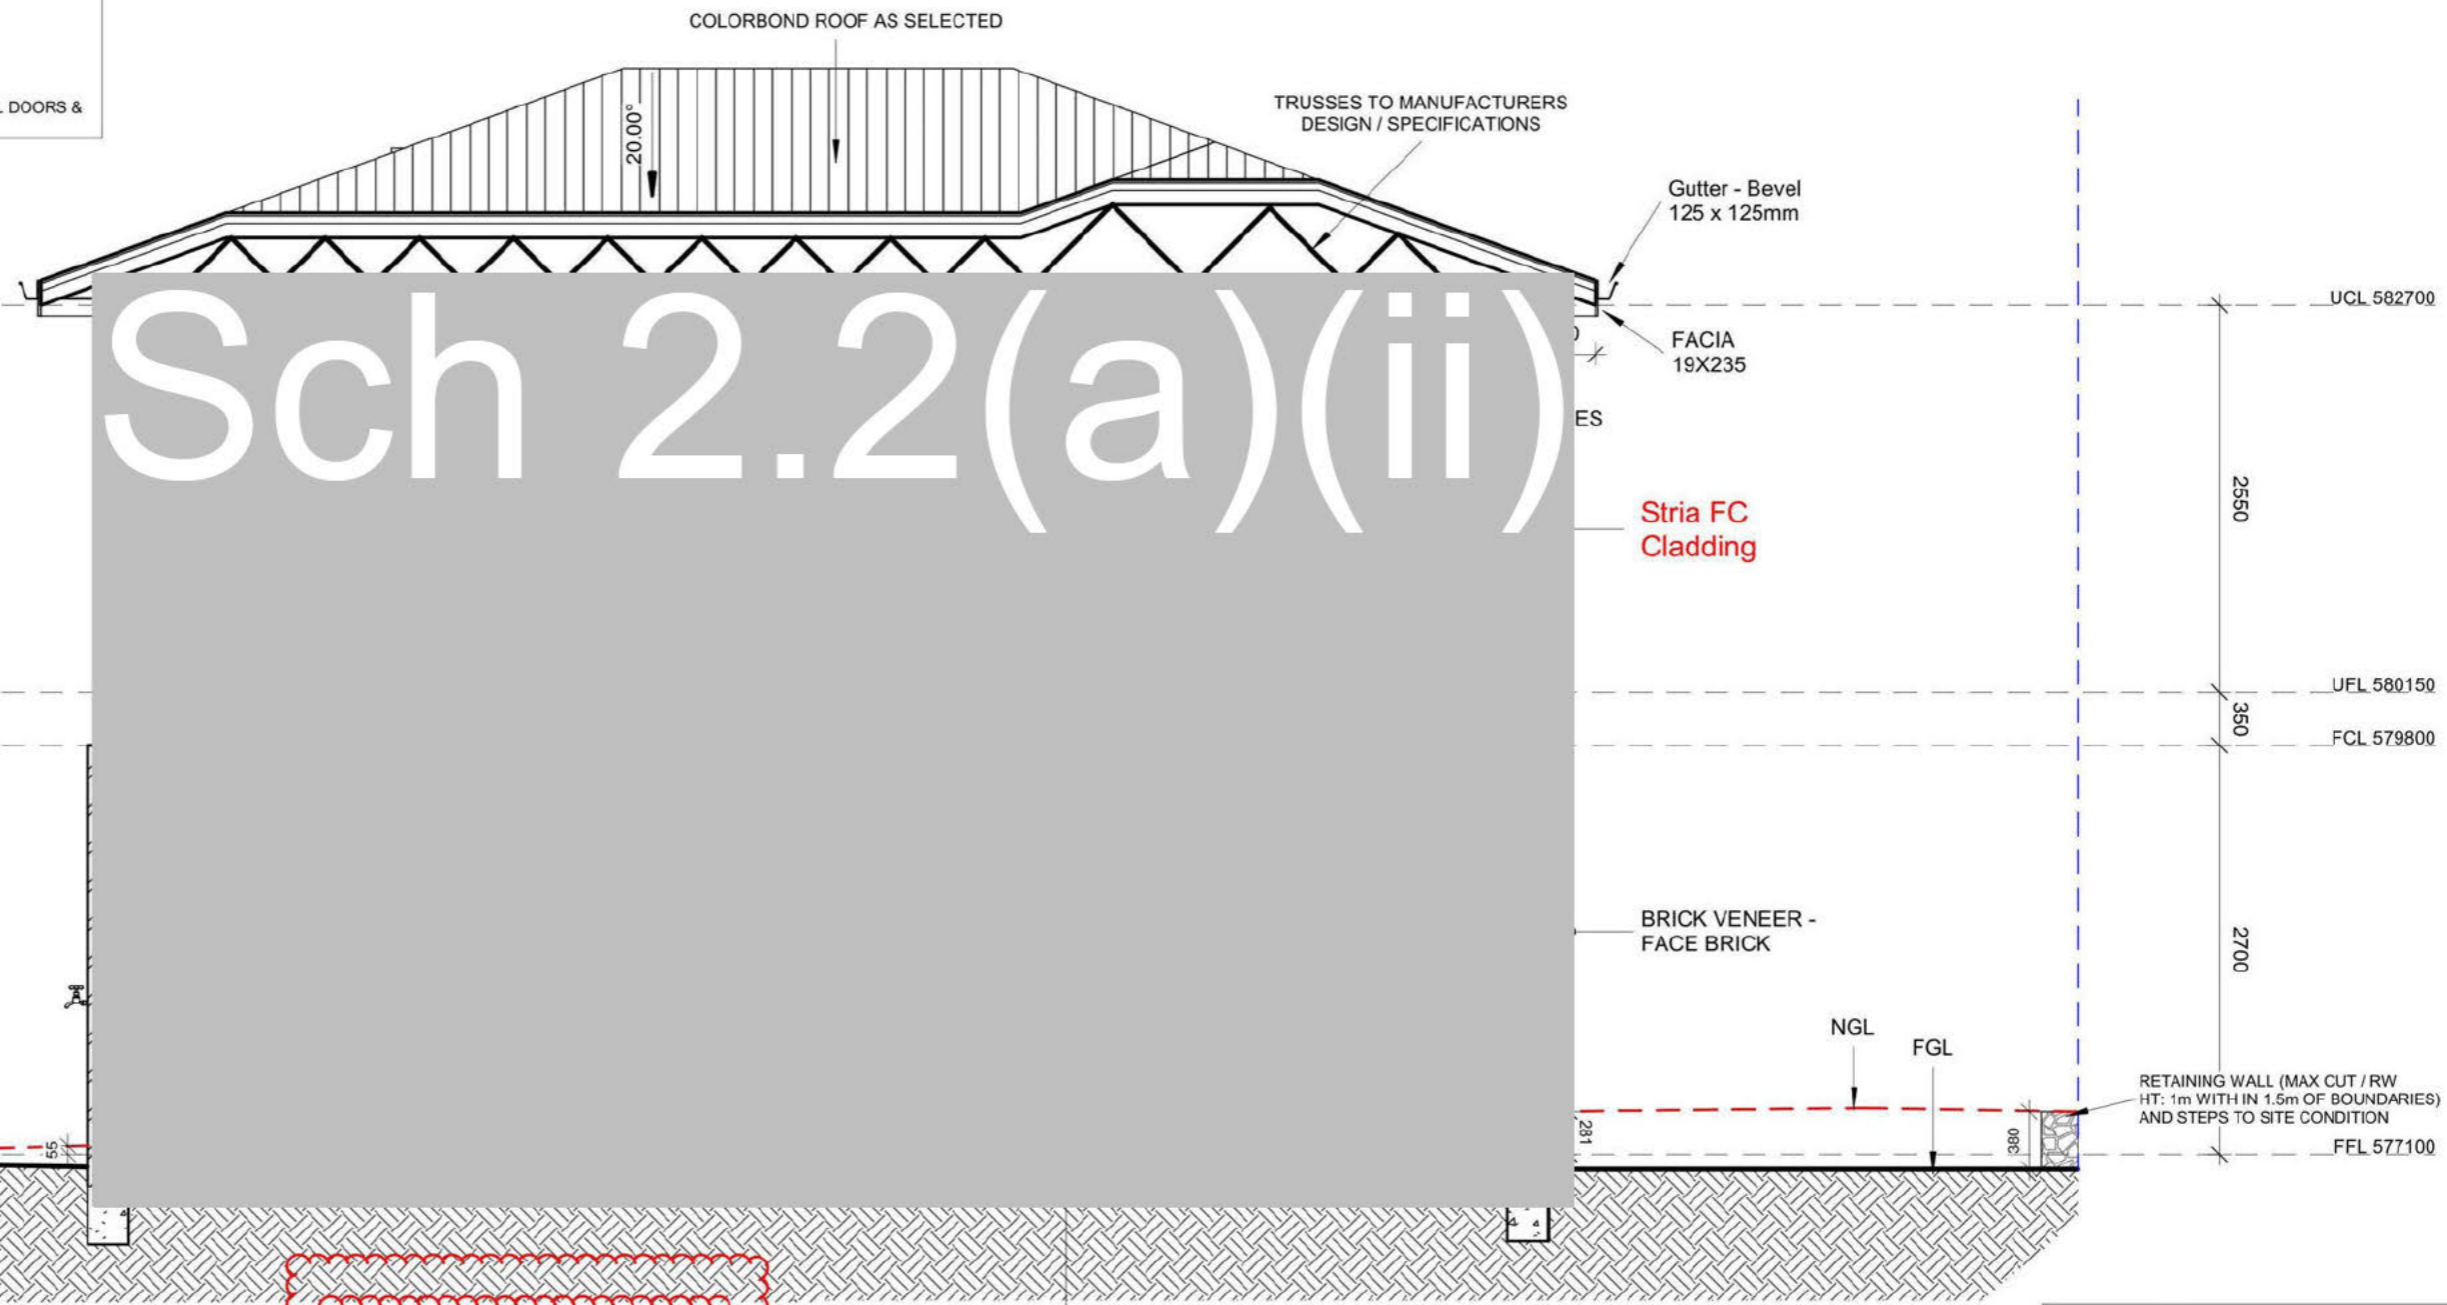 COLORBOND ROOF AS SELECTED
DOORS &
20.00°
TRUSSES TO MANUFACTURERS
DESIGN / SPECIFICATIONS
Gutter - Bevel
125 x 125mm
UCL 582700
FACIA
19X235
Sch 2.2(a)(ii)
ES
2550
Stria FC
Cladding
UFL 580150
350
FCL 579800
BRICK VENEER -
FACE BRICK
2700
NGL
FGL
RETAINING WALL (MAX CUT / RW
HT: 1m WITH IN 1.5m OF BOUNDARIES)
AND STEPS TO SITE CONDITION
55
281
380
FFL 577100